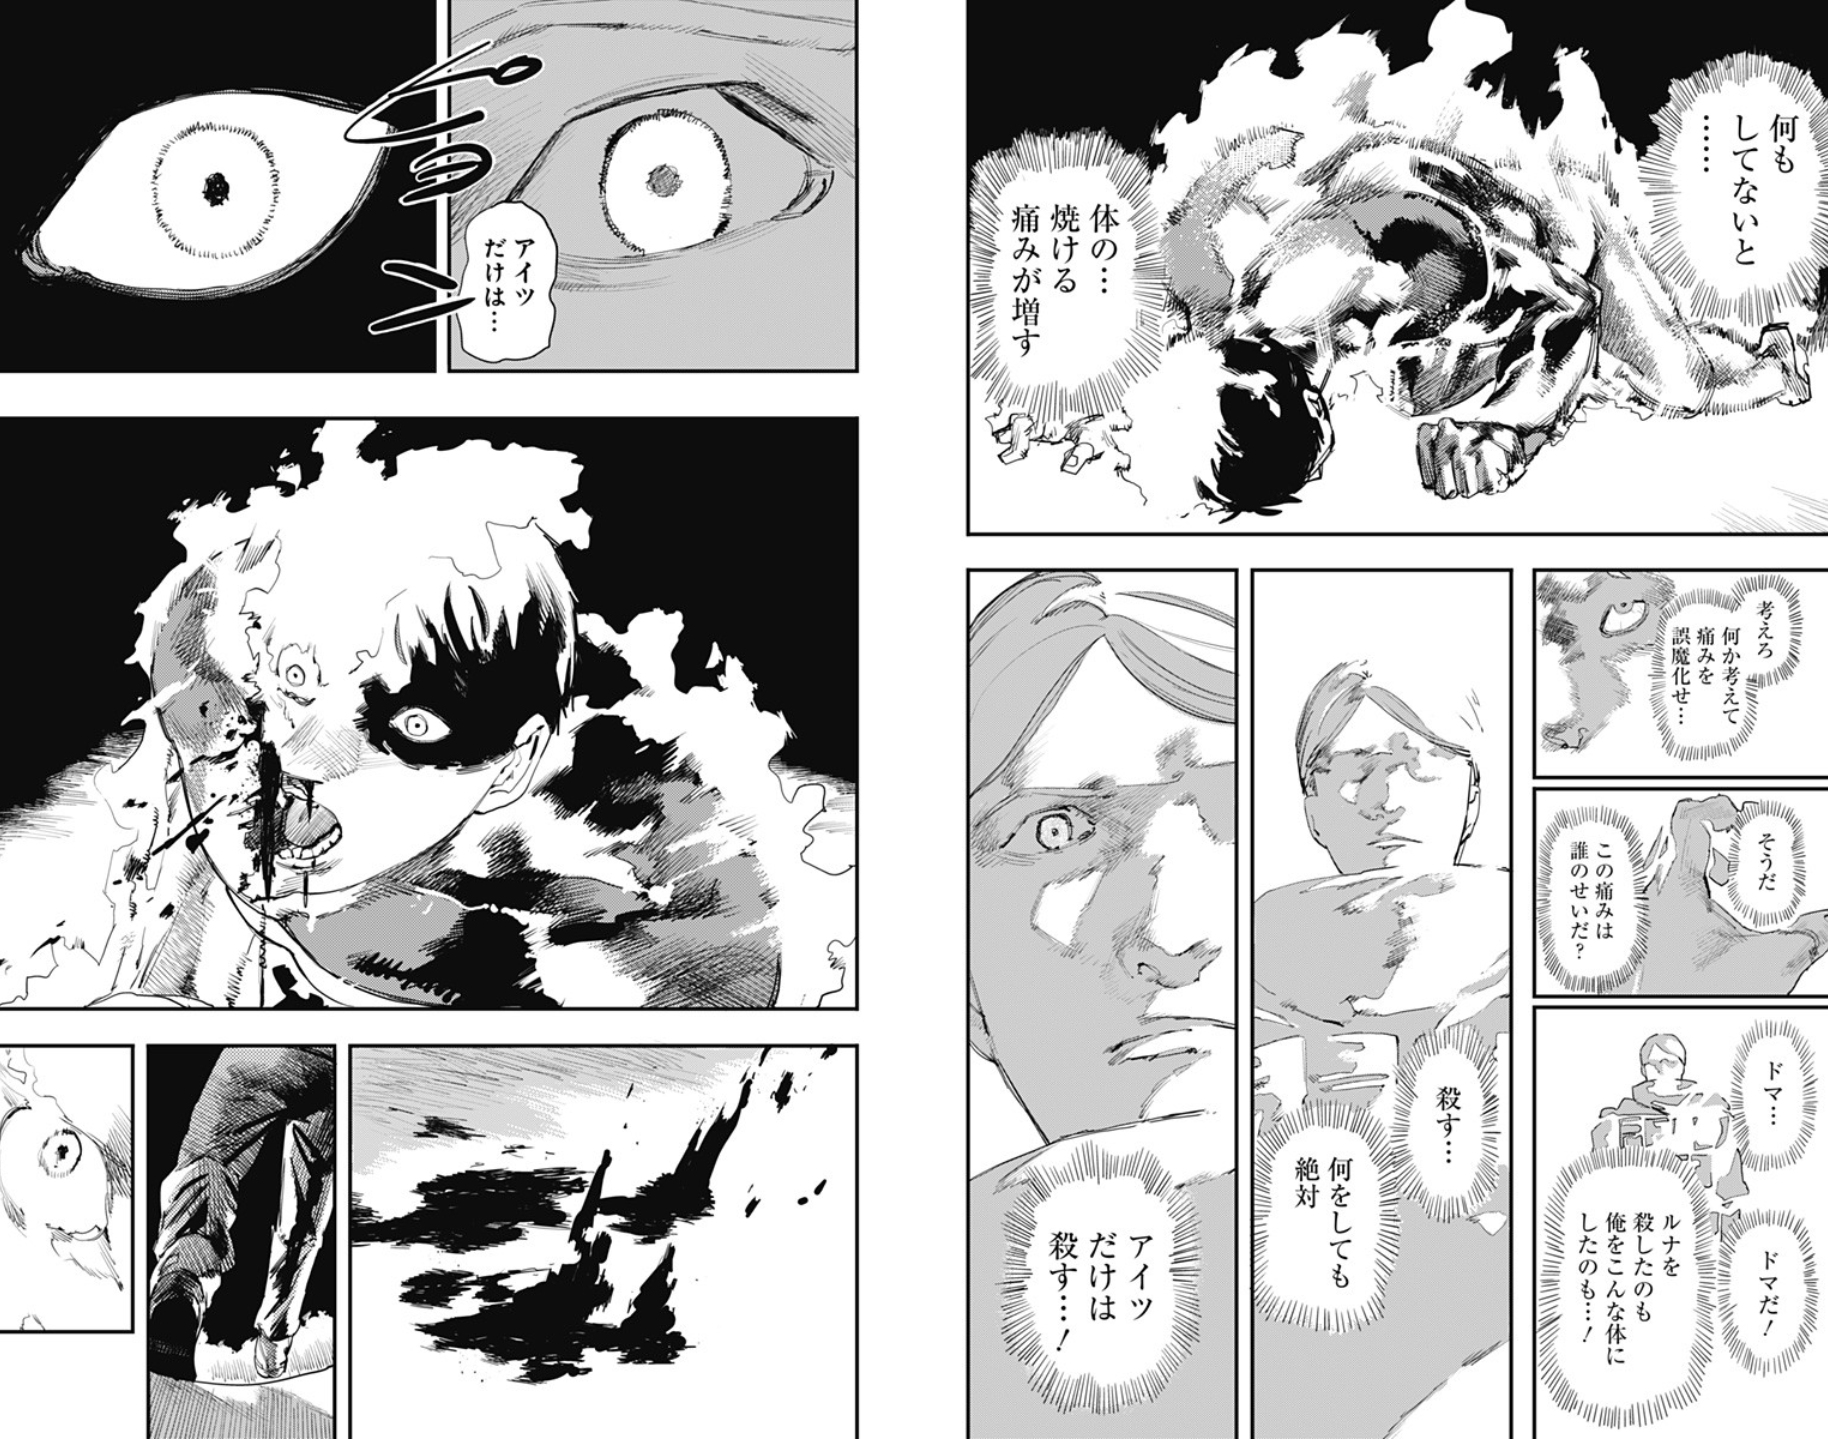 何も
してないと
……
体の…
焼ける
痛みが増す
考えろ
何か考えて
痛みを
誤魔化せ…
そうだ
この痛みは
誰のせいだ?
ドマ…
ドマだ!
ルナを
殺したのも
俺をこんな体に
したのも…!
殺す…
何をしても
絶対
アイツ
だけは
殺す…!
アイツ
だけは…